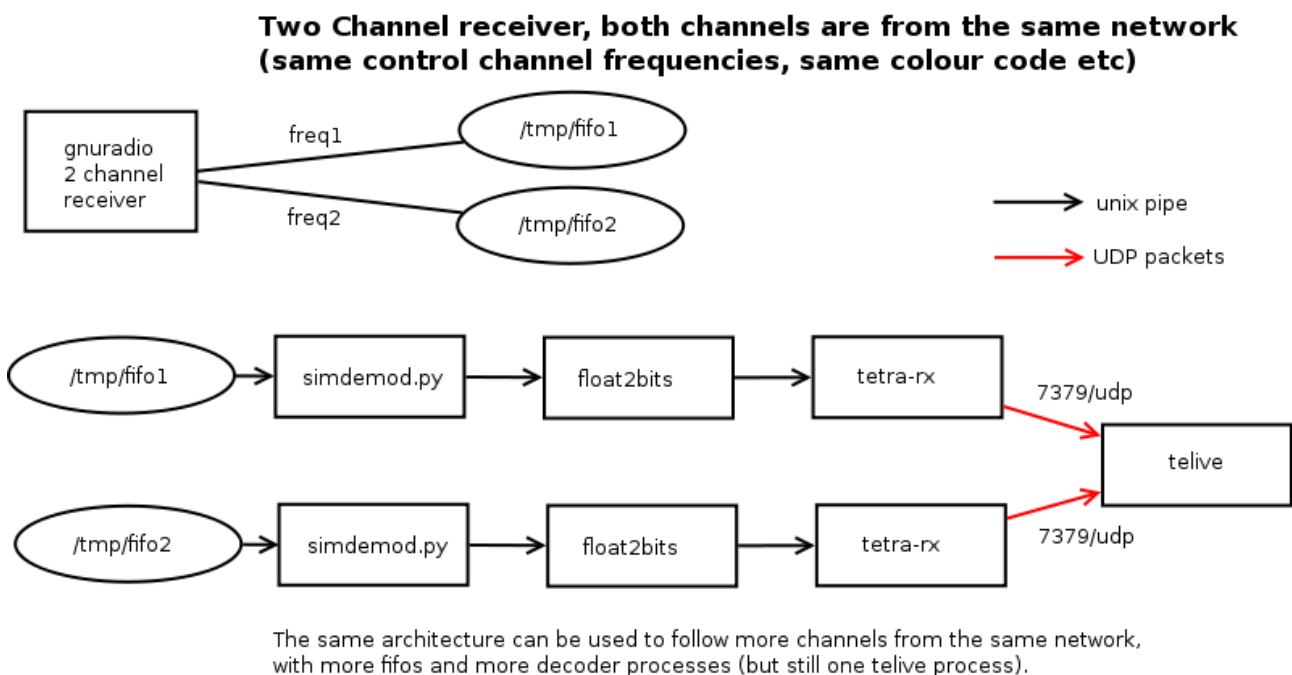 Two Channel receiver, both channels are from the same network
(same control channel frequencies, same colour code etc)
gnuradio
2 channel
receiver
freq1
/tmp/fifo1
freq2
/tmp/fifo2
unix pipe
UDP packets
/tmp/fifo1
simdemod.py
float2bits
tetra-rx
7379/udp
telive
/tmp/fifo2
simdemod.py
float2bits
tetra-rx
7379/udp
The same architecture can be used to follow more channels from the same network,
with more fifos and more decoder processes (but still one telive process).